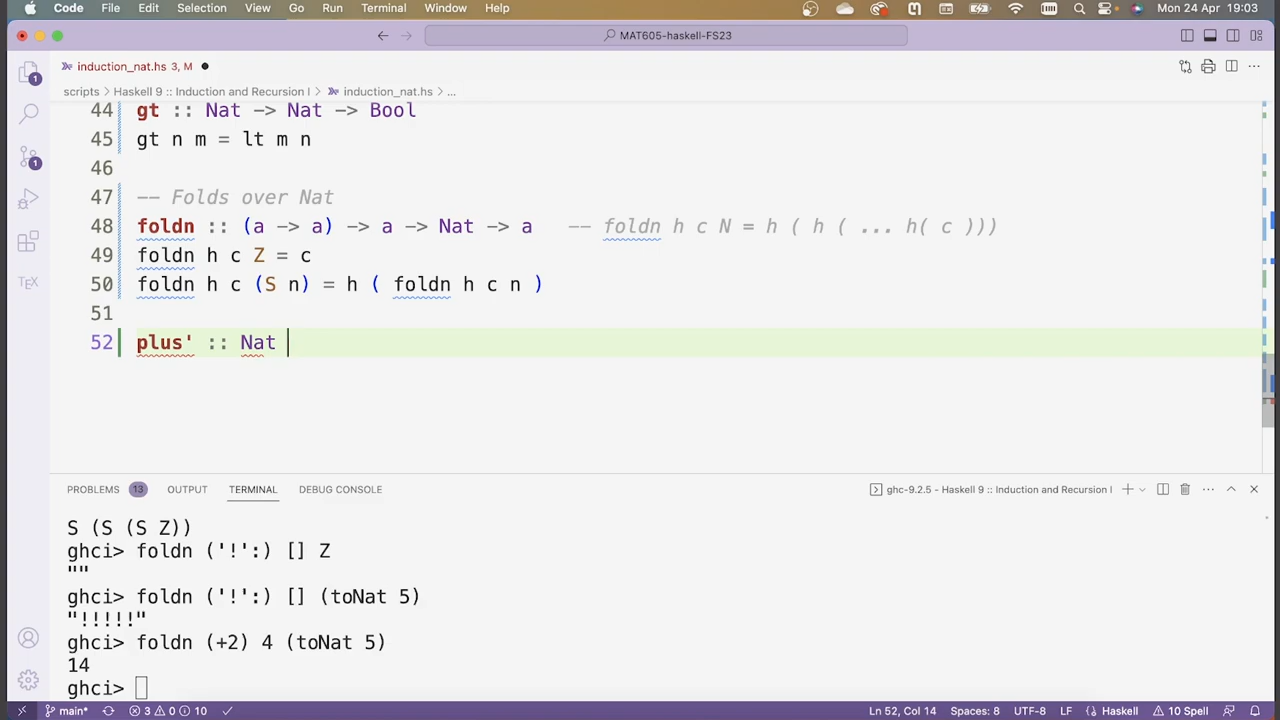 Code File Edit Selection View Go Run Terminal Window Help Mon 24 Apr 19:03
MAT605-haskell-FS23
induction_nat.hs 3, M
scripts > Haskell 9 :: Induction and Recursion I > induction_nat.hs > ...
44 gt :: Nat -> Nat -> Bool
45 gt n m = lt m n
46
47 -- Folds over Nat
48 foldn :: (a -> a) -> a -> Nat -> a -- foldn h c N = h ( h ( ... h( c )))
49 foldn h c Z = c
50 foldn h c (S n) = h ( foldn h c n )
51
52 plus' :: Nat
PROBLEMS 13 OUTPUT TERMINAL DEBUG CONSOLE ghc-9.2.5 - Haskell 9 :: Induction and Recursion I
S (S (S Z))
ghci> foldn ('!':) [] Z
""
ghci> foldn ('!':) [] (toNat 5)
"!!!!!"
ghci> foldn (+2) 4 (toNat 5)
14
ghci>
main* 3 0 10 Ln 52, Col 14 Spaces: 8 UTF-8 LF Haskell 10 Spell
1
1
TEX